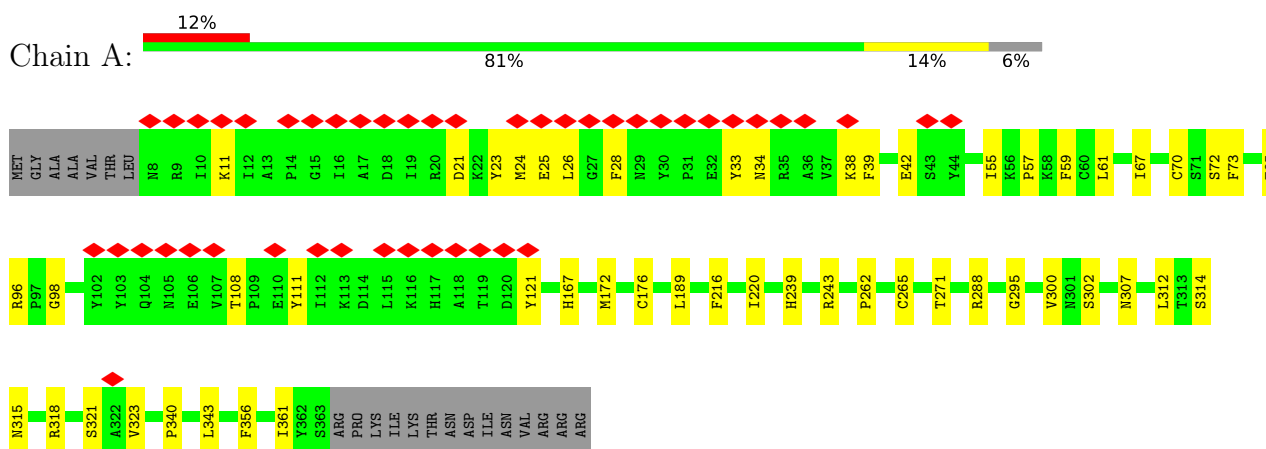 12%
Chain A:
81% 14% 6%
MET GLY ALA ALA VAL THR LEU N8 R9 I10 K11 I12 A13 P14 G15 I16 A17 D18 I19 R20 D21 K22 Y23 M24 E25 L26 G27 F28 N29 Y30 P31 E32 Y33 N34 R35 A36 V37 K38 F39 E42 S43 Y44 I55 K56 P57 K58 F59 C60 L61 I67 C70 S71 S72 F73
R96 P97 G98 Y102 Y103 Q104 N105 E106 V107 T108 P109 E110 Y111 I112 K113 D114 L115 K116 H117 A118 T119 D120 Y121 H167 M172 C176 L189 F216 I220 H239 R243 P262 C265 T271 R288 G295 V300 N301 S302 N307 L312 T313 S314
N315 R318 S321 A322 V323 P340 L343 F356 I361 Y362 S363 ARG PRO LYS ILE LYS THR ASN ASP ILE ASN VAL ARG ARG ARG